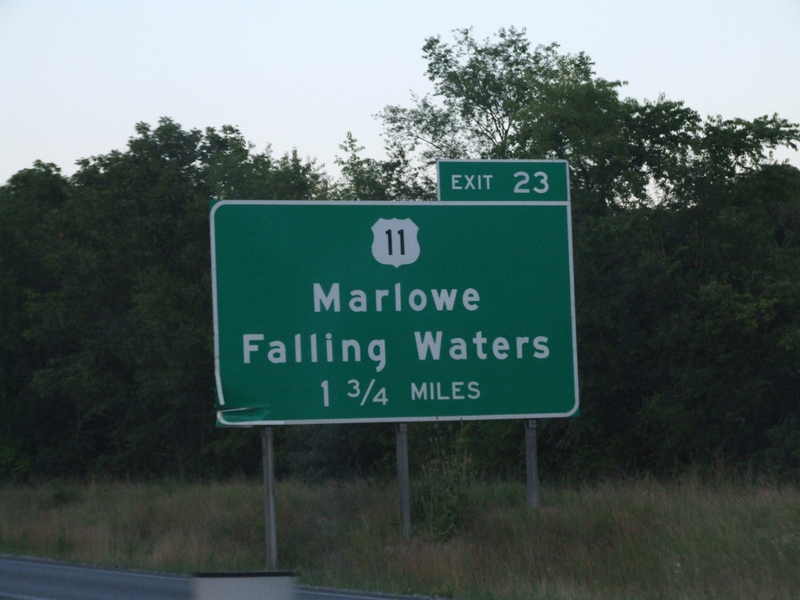 EXIT 23
11
Marlowe
Falling Waters
1 3/4 MILES